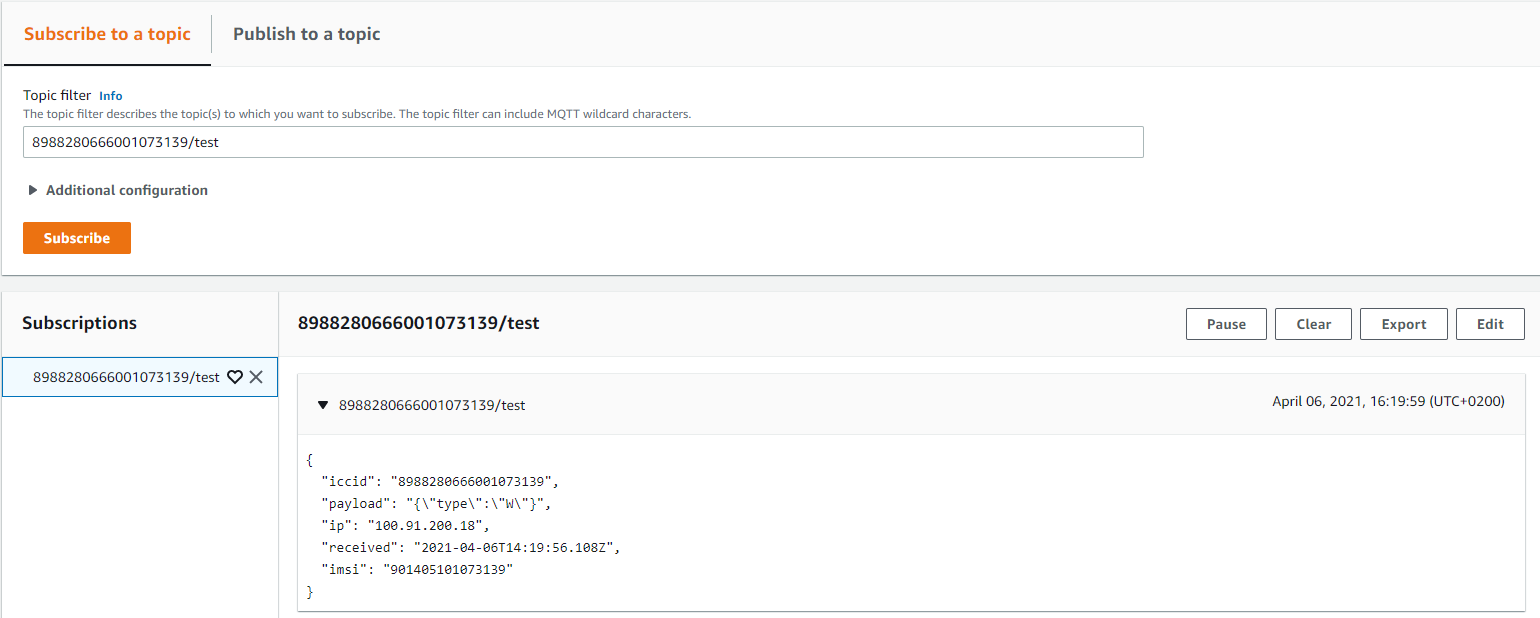 Subscribe to a topic
Publish to a topic
Topic filter Info
The topic filter describes the topic(s) to which you want to subscribe. The topic filter can include MQTT wildcard characters.
8988280666001073139/test
Additional configuration
Subscribe
Subscriptions
8988280666001073139/test
Pause
Clear
Export
Edit
8988280666001073139/test
8988280666001073139/test
April 06, 2021, 16:19:59 (UTC+0200)
{
"iccid": "8988280666001073139",
"payload": "{\"type\":\"W\"}",
"ip": "100.91.200.18",
"received": "2021-04-06T14:19:56.108Z",
"imsi": "901405101073139"
}